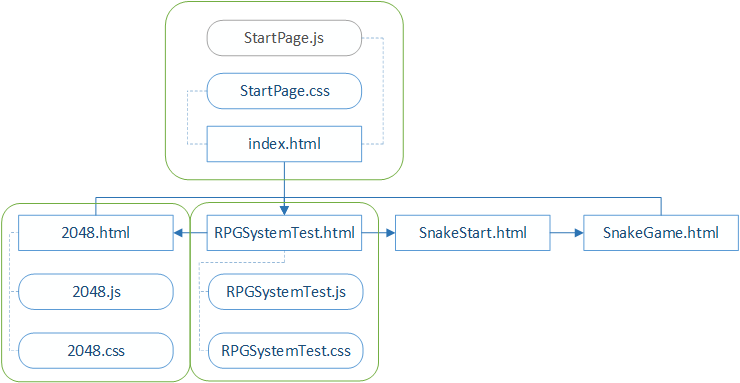 StartPage.js
StartPage.css
index.html
2048.html
RPGSystemTest.html
SnakeStart.html
SnakeGame.html
2048.js
RPGSystemTest.js
2048.css
RPGSystemTest.css